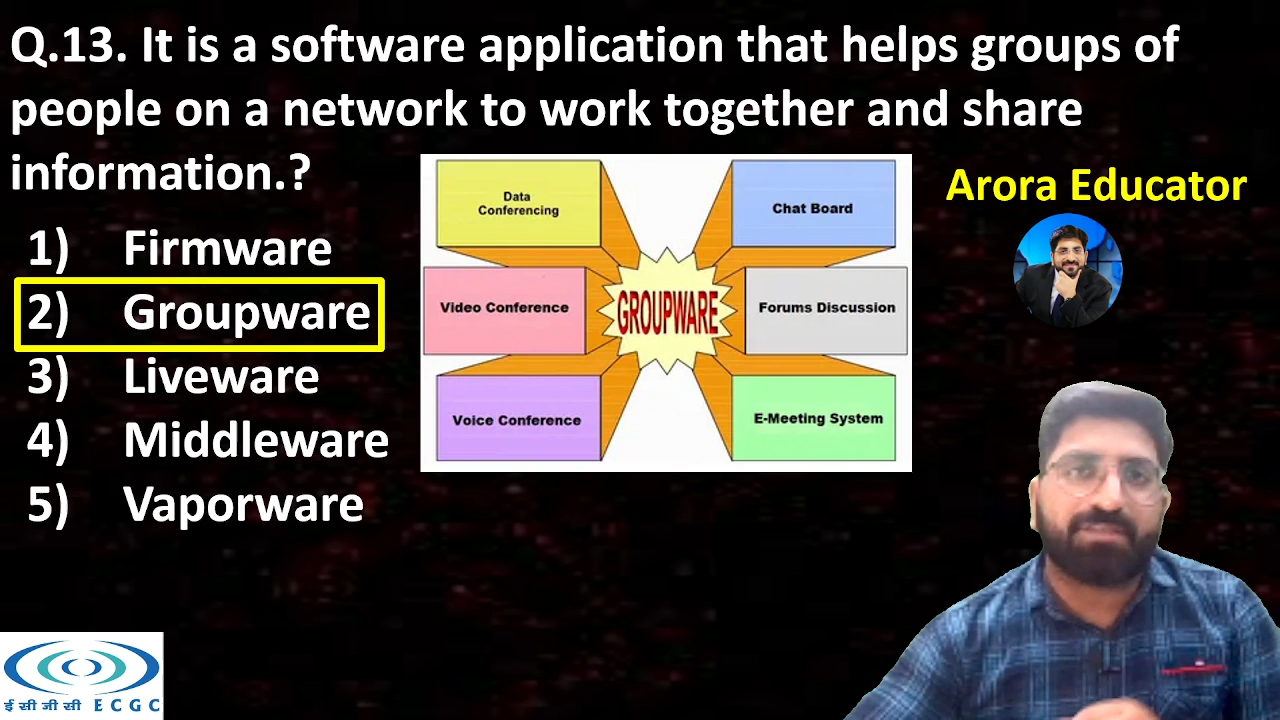 Q.13. It is a software application that helps groups of
people on a network to work together and share
information.?
Arora Educator
1) Firmware
2) Groupware
3) Liveware
4) Middleware
5) Vaporware
Data
Conferencing
Chat Board
Video Conference
GROUPWARE
Forums Discussion
Voice Conference
E-Meeting System
ई सी जी सी E C G C